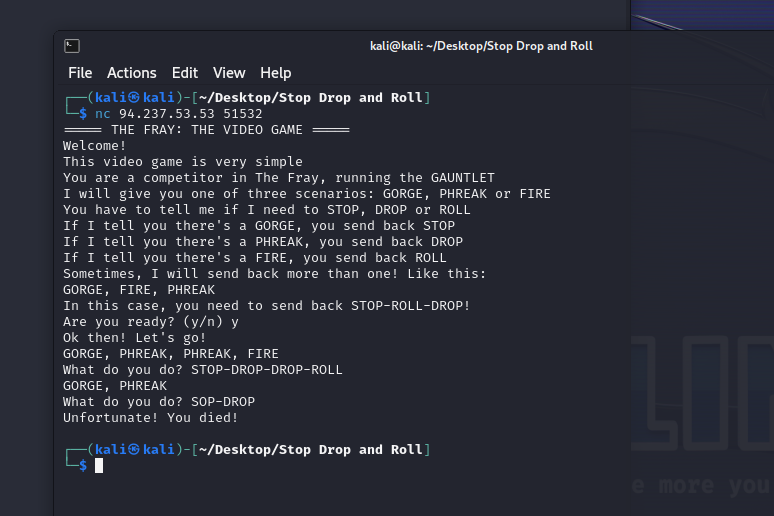 kali@kali: ~/Desktop/Stop Drop and Roll
File Actions Edit View Help
┌──(kali㉿kali)-[~/Desktop/Stop Drop and Roll]
└─$ nc 94.237.53.53 51532
===== THE FRAY: THE VIDEO GAME =====
Welcome!
This video game is very simple
You are a competitor in The Fray, running the GAUNTLET
I will give you one of three scenarios: GORGE, PHREAK or FIRE
You have to tell me if I need to STOP, DROP or ROLL
If I tell you there's a GORGE, you send back STOP
If I tell you there's a PHREAK, you send back DROP
If I tell you there's a FIRE, you send back ROLL
Sometimes, I will send back more than one! Like this:
GORGE, FIRE, PHREAK
In this case, you need to send back STOP-ROLL-DROP!
Are you ready? (y/n) y
Ok then! Let's go!
GORGE, PHREAK, PHREAK, FIRE
What do you do? STOP-DROP-DROP-ROLL
GORGE, PHREAK
What do you do? SOP-DROP
Unfortunate! You died!
┌──(kali㉿kali)-[~/Desktop/Stop Drop and Roll]
└─$
e more you